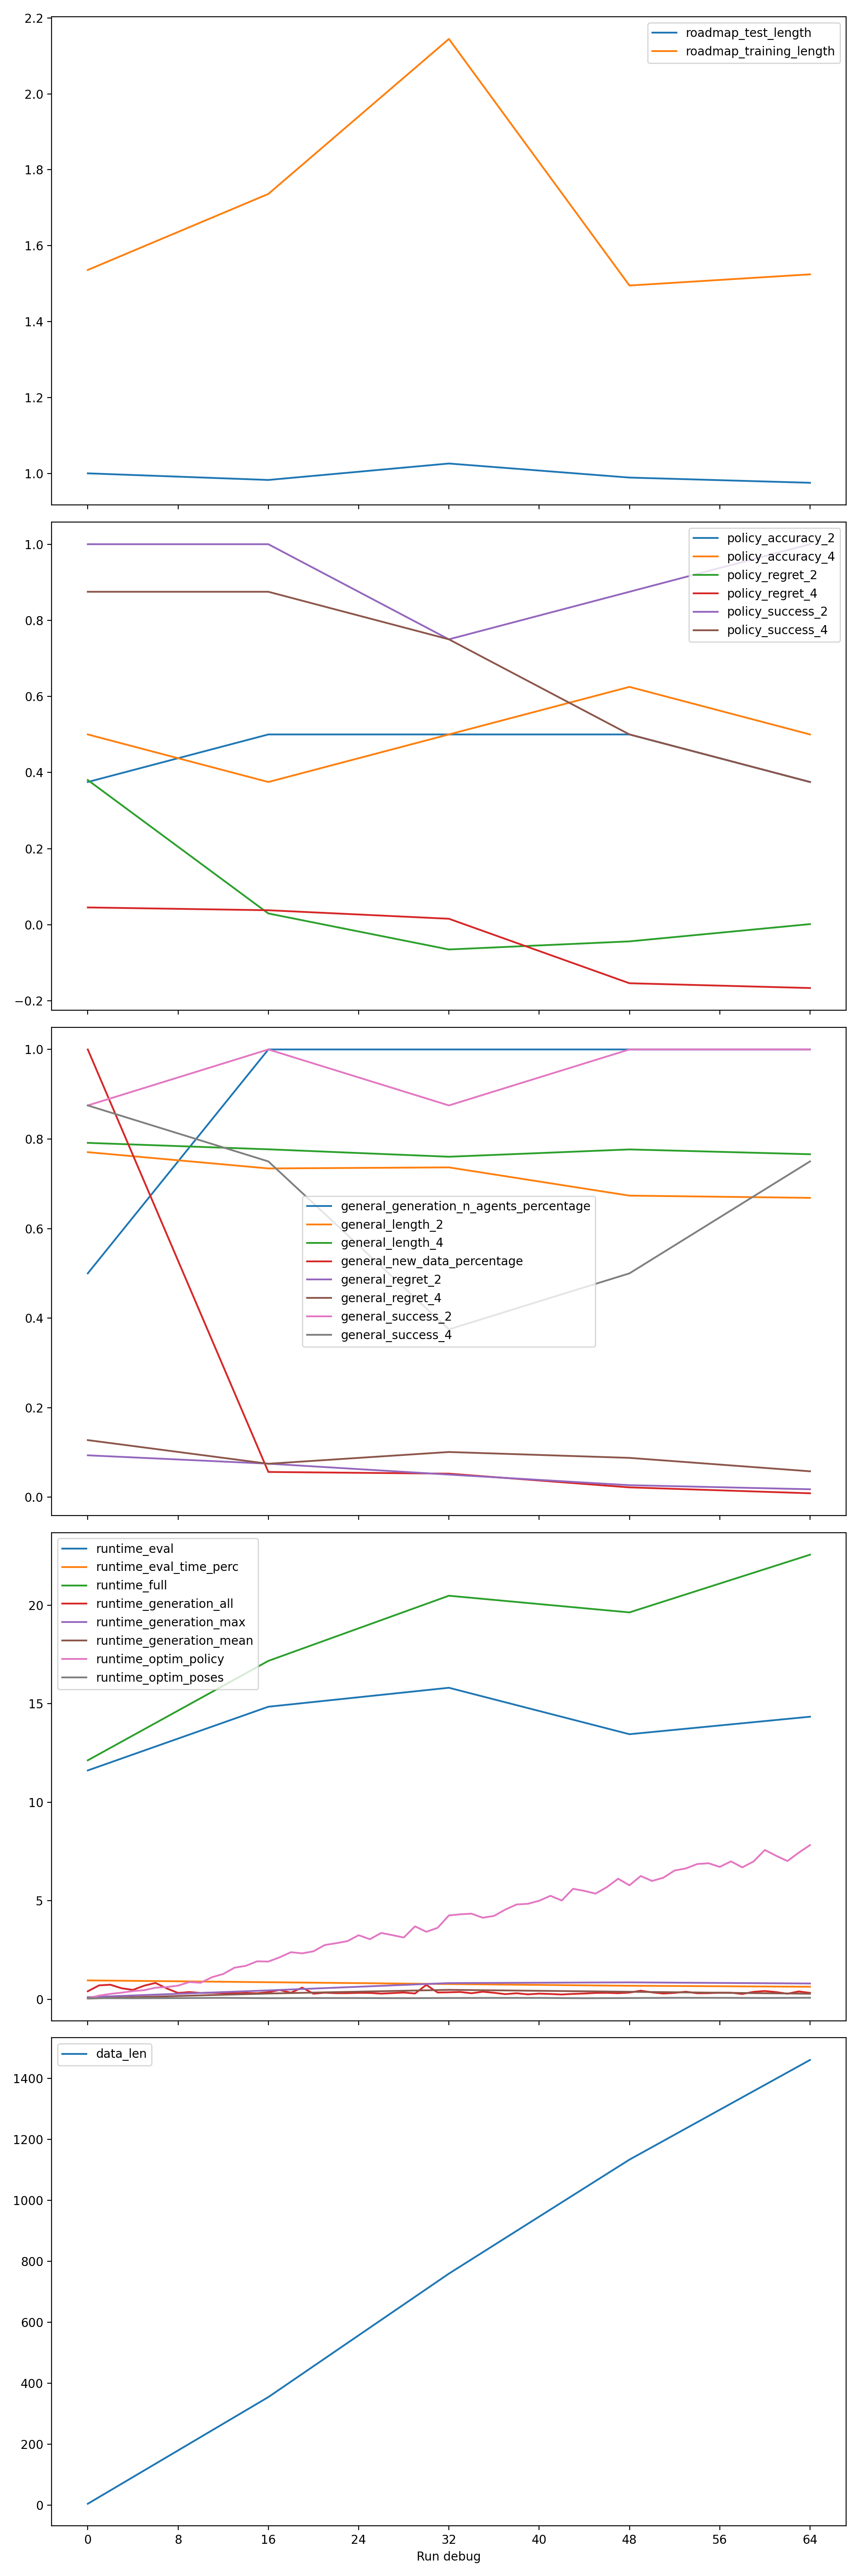 2.2
roadmap_test_length
roadmap_training_length
2.0
1.8
1.6
1.4
1.2
1.0
1.0
policy_accuracy_2
policy_accuracy_4
policy_regret_2
policy_regret_4
policy_success_2
policy_success_4
0.8
0.6
0.4
0.2
0.0
−0.2
1.0
0.8
0.6
general_generation_n_agents_percentage
general_length_2
general_length_4
general_new_data_percentage
general_regret_2
general_regret_4
general_success_2
general_success_4
0.4
0.2
0.0
runtime_eval
runtime_eval_time_perc
runtime_full
runtime_generation_all
runtime_generation_max
runtime_generation_mean
runtime_optim_policy
runtime_optim_poses
20
15
10
5
0
data_len
1400
1200
1000
800
600
400
200
0
0 8 16 24 32 40 48 56 64
Run debug